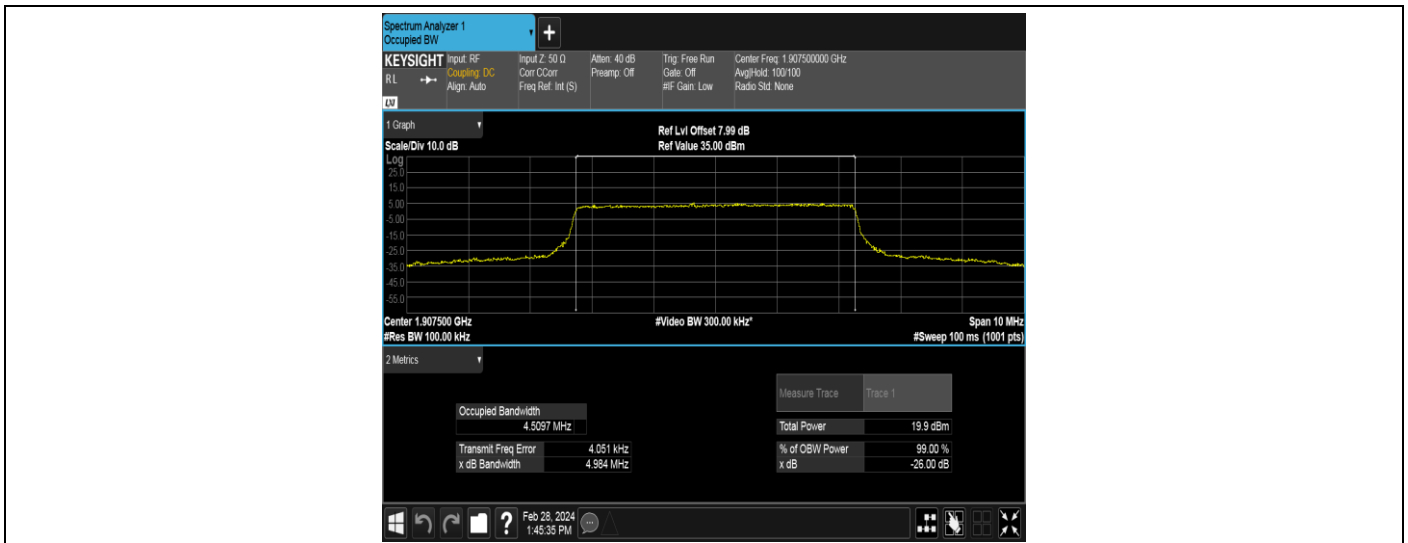 Spectrum Analyzer 1
Occupied BW
+
KEYSIGHT Input: RF Input Z: 50 Ω Atten: 40 dB Trig: Free Run Center Freq: 1.907500000 GHz
RL Coupling: DC Corr CCorr Preamp: Off Gate: Off Avg|Hold: 100/100
Align: Auto Freq Ref: Int (S) #IF Gain: Low Radio Std: None
LXI
1 Graph
Ref Lvl Offset 7.99 dB
Scale/Div 10.0 dB Ref Value 35.00 dBm
Log
25.0
15.0
5.00
-5.00
-15.0
-25.0
-35.0
-45.0
-55.0
Center 1.907500 GHz #Video BW 300.00 kHz* Span 10 MHz
#Res BW 100.00 kHz #Sweep 100 ms (1001 pts)
2 Metrics
Measure Trace Trace 1
Occupied Bandwidth
4.5097 MHz Total Power 19.9 dBm
Transmit Freq Error 4.051 kHz % of OBW Power 99.00 %
x dB Bandwidth 4.984 MHz x dB -26.00 dB
? Feb 28, 2024
1:45:35 PM